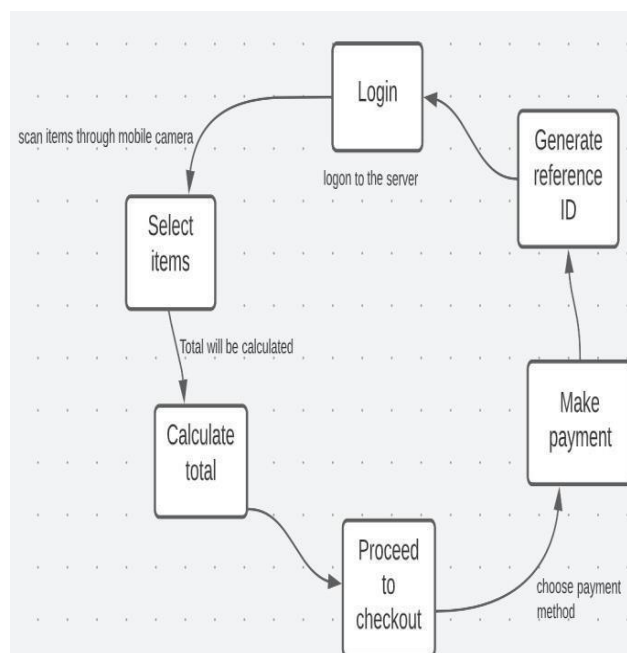 Login
logon to the server
scan items through mobile camera
Select
items
Total will be calculated
Calculate
total
Proceed
to
checkout
choose payment
method
Make
payment
Generate
reference
ID